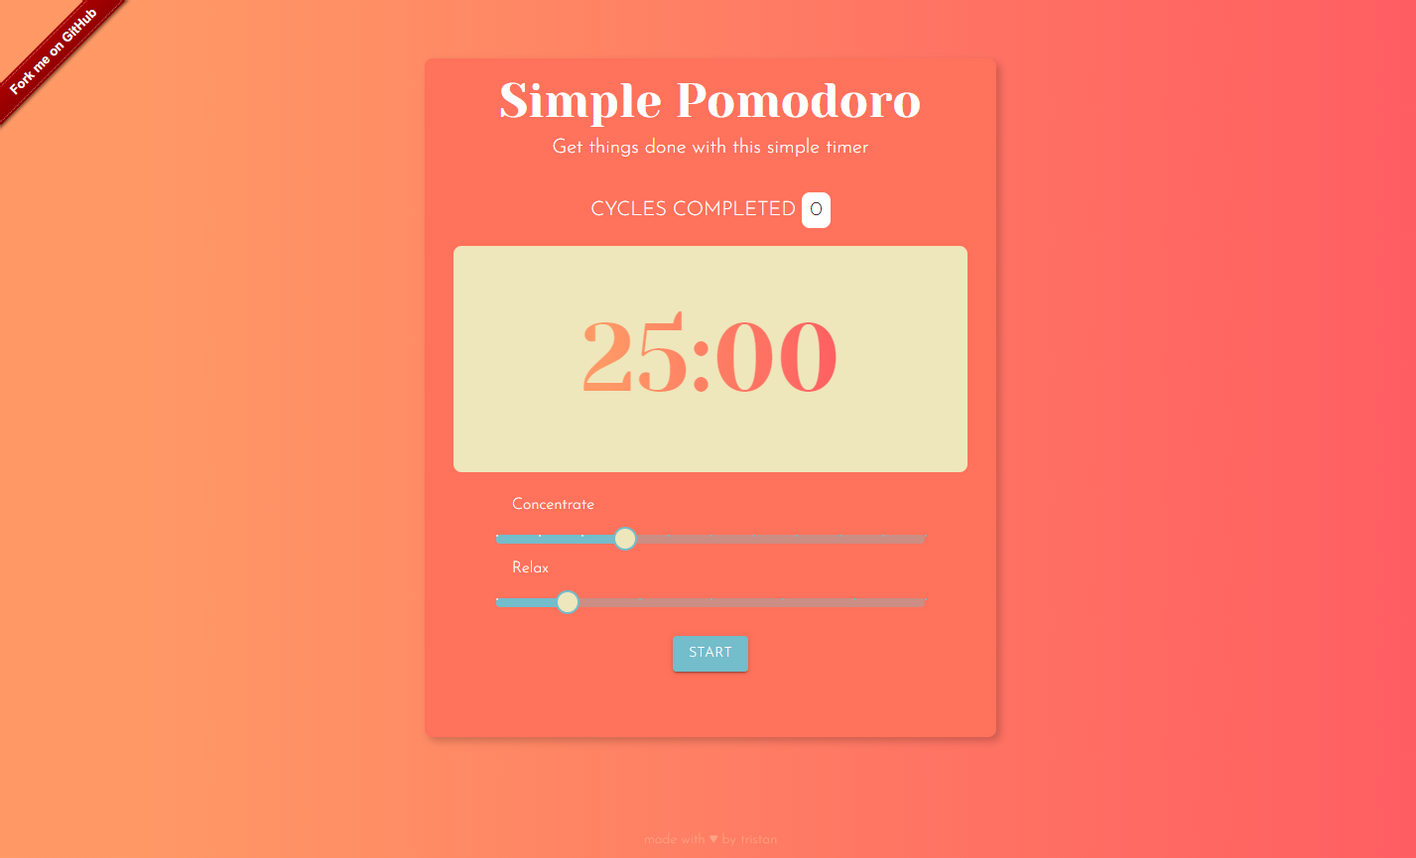 Fork me on GitHub
Simple Pomodoro
Get things done with this simple timer
CYCLES COMPLETED 0
25:00
Concentrate
Relax
START
made with ♥ by triston